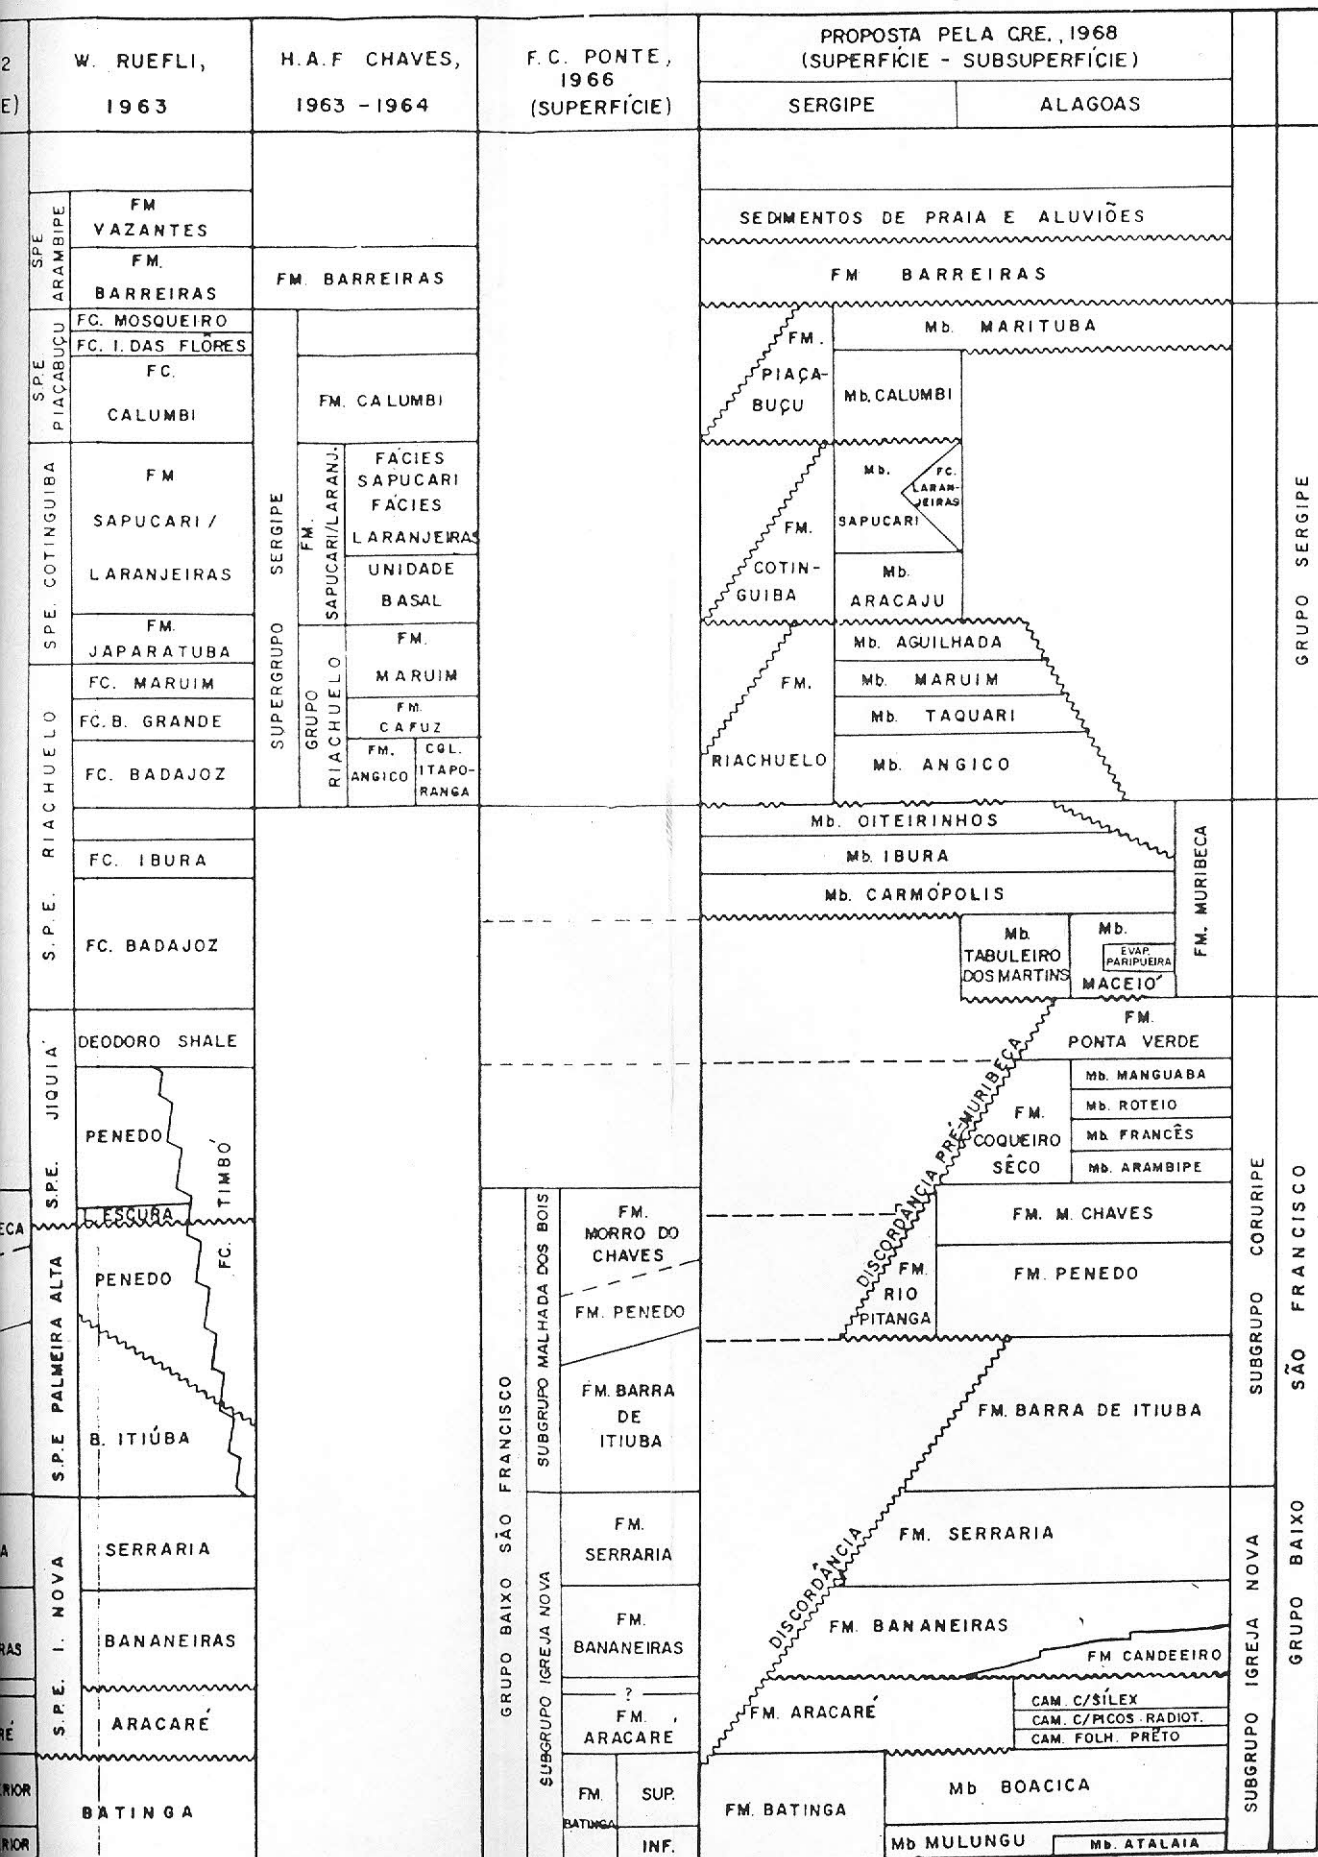 2
E)
W. RUEFLI,
1963
H.A.F CHAVES,
1963 - 1964
F.C. PONTE,
1966
(SUPERFÍCIE)
PROPOSTA PELA CRE., 1968
(SUPERFÍCIE - SUBSUPERFÍCIE)
SERGIPE
ALAGOAS
SPE
ARAMBIPE
FM
VAZANTES
FM.
BARREIRAS
S.P.E
PIAÇABUÇU
FC. MOSQUEIRO
FC. I. DAS FLÔRES
FC.
CALUMBI
SPE. COTINGUIBA
FM
SAPUCARI /
LARANJEIRAS
FM.
JAPARATUBA
S.P.E. RIACHUELO
FC. MARUIM
FC. B. GRANDE
FC. BADAJOZ
FC. IBURA
FC. BADAJOZ
S.P.E. JIQUIÁ
DEODORO SHALE
PENEDO
L. ESCURA
FC. TIMBÓ
S.P.E PALMEIRA ALTA
PENEDO
B. ITIÚBA
S.P.E. I. NOVA
SERRARIA
BANANEIRAS
ARACARÉ
BATINGA
ECA
A
RAS
RÉ
RIOR
RIOR
FM. BARREIRAS
SUPERGRUPO SERGIPE
FM. CALUMBI
FM.
SAPUCARI/LARANJ.
FÁCIES
SAPUCARI
FÁCIES
LARANJEIRAS
UNIDADE
BASAL
GRUPO
RIACHUELO
FM.
MARUIM
FM.
CAFUZ
FM.
ANGICO
CGL.
ITAPO-
RANGA
GRUPO BAIXO SÃO FRANCISCO
SUBGRUPO MALHADA DOS BOIS
FM.
MORRO DO
CHAVES
FM. PENEDO
FM. BARRA
DE
ITIUBA
SUBGRUPO IGREJA NOVA
FM.
SERRARIA
FM.
BANANEIRAS
?
FM.
ARACARE
FM.
BATINGA
SUP.
INF.
SEDIMENTOS DE PRAIA E ALUVIÕES
FM BARREIRAS
FM.
PIAÇA-
BUÇU
Mb. MARITUBA
Mb. CALUMBI
FM.
COTIN-
GUIBA
Mb.
SAPUCARI
FC.
LARAN-
JEIRAS
Mb.
ARACAJU
FM.
RIACHUELO
Mb. AGUILHADA
Mb. MARUIM
Mb. TAQUARI
Mb. ANGICO
Mb. OITEIRINHOS
Mb. IBURA
Mb. CARMÓPOLIS
Mb.
TABULEIRO
DOS MARTINS
Mb.
EVAP.
PARIPUEIRA
MACEIÓ
FM. MURIBECA
DISCORDÂNCIA PRÉ-MURIBECA
FM.
PONTA VERDE
FM.
COQUEIRO
SÊCO
Mb. MANGUABA
Mb. ROTEIO
Mb. FRANCÊS
Mb. ARAMBIPE
FM.
RIO
PITANGA
FM. M. CHAVES
FM. PENEDO
FM. BARRA DE ITIUBA
DISCORDÂNCIA
FM. SERRARIA
FM. BANANEIRAS
FM CANDEEIRO
FM. ARACARÉ
CAM. C/SÍLEX
CAM. C/PICOS RADIOT.
CAM. FOLH. PRÊTO
FM. BATINGA
Mb BOACICA
Mb MULUNGU
Mb. ATALAIA
GRUPO SERGIPE
SUBGRUPO CORURIPE
SUBGRUPO IGREJA NOVA
GRUPO BAIXO SÃO FRANCISCO